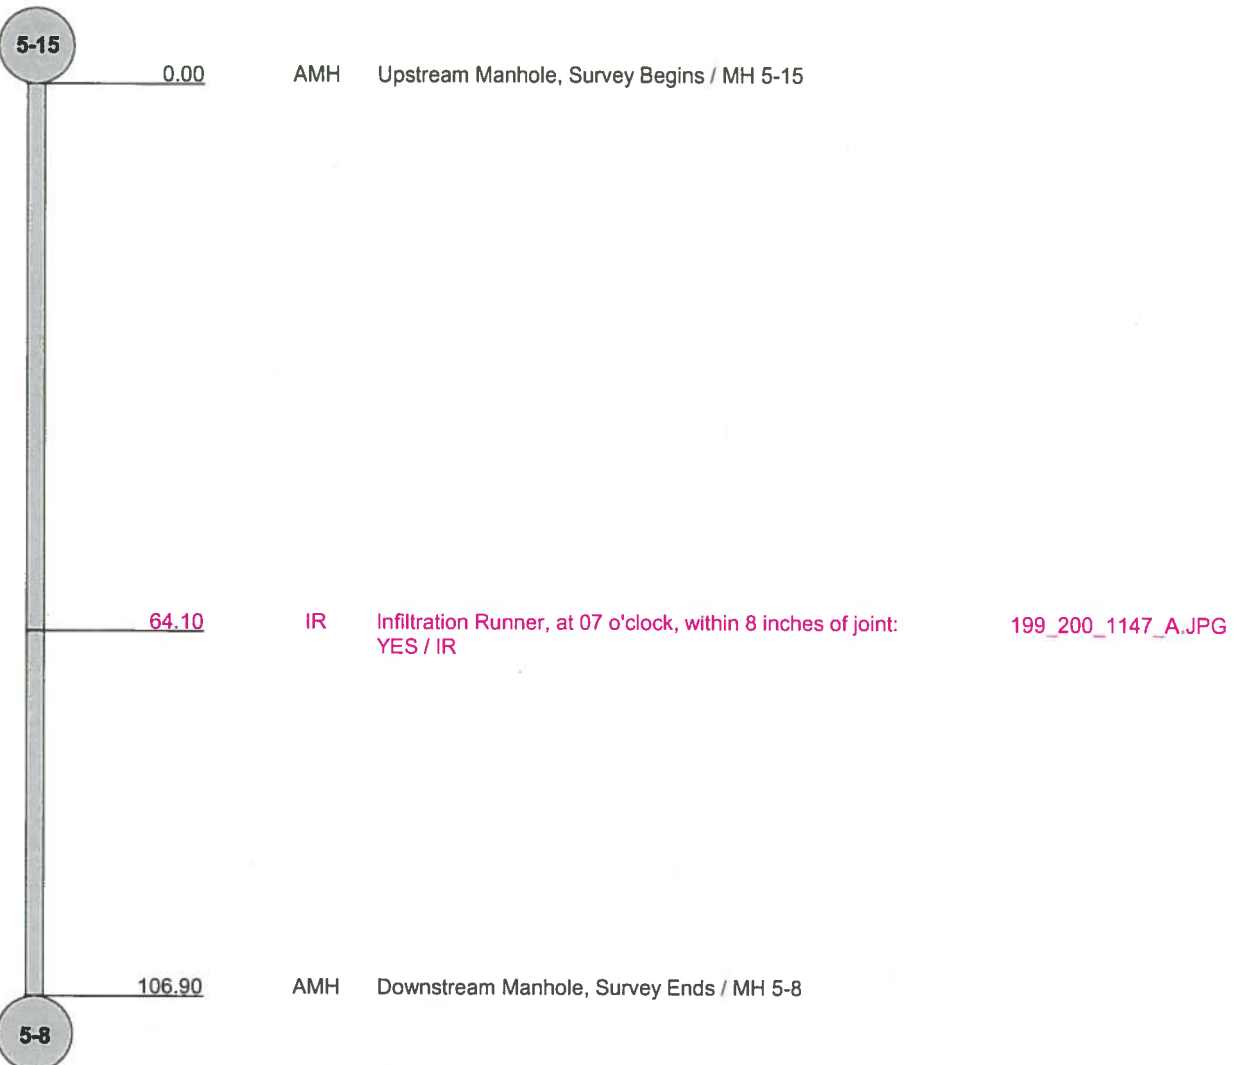 5-15
0.00 AMH Upstream Manhole, Survey Begins / MH 5-15
64.10 IR Infiltration Runner, at 07 o'clock, within 8 inches of joint: 199_200_1147_A.JPG
YES / IR
106.90 AMH Downstream Manhole, Survey Ends / MH 5-8
5-8